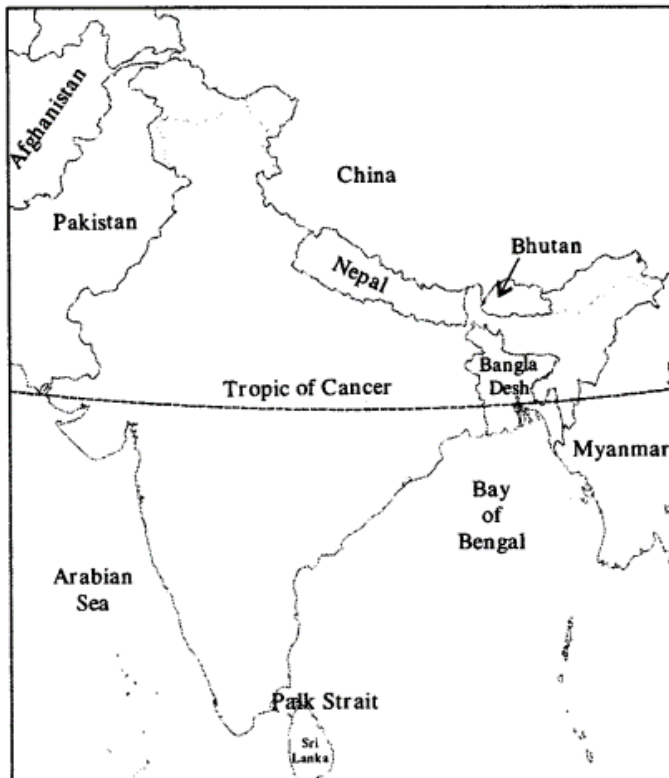 Afghanistan
China
Pakistan
Bhutan
Nepal
Bangla
Desh
Tropic of Cancer
Myanmar
Bay
of
Bengal
Arabian
Sea
Palk Strait
Sri
Lanka